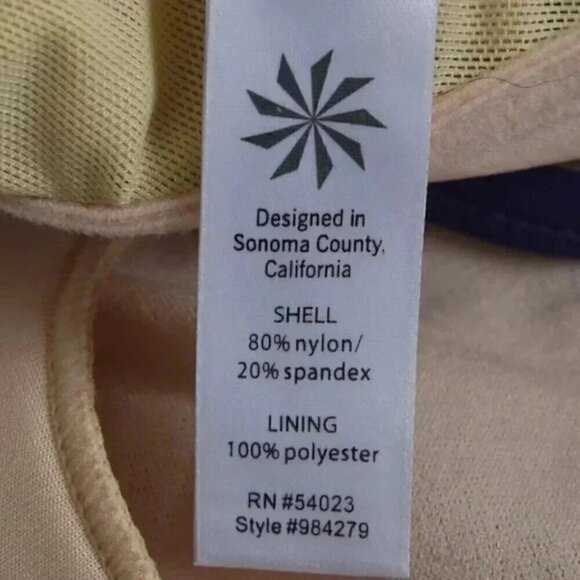 Designed in
Sonoma County,
California
SHELL
80% nylon/
20% spandex
LINING
100% polyester
RN #54023
Style #984279